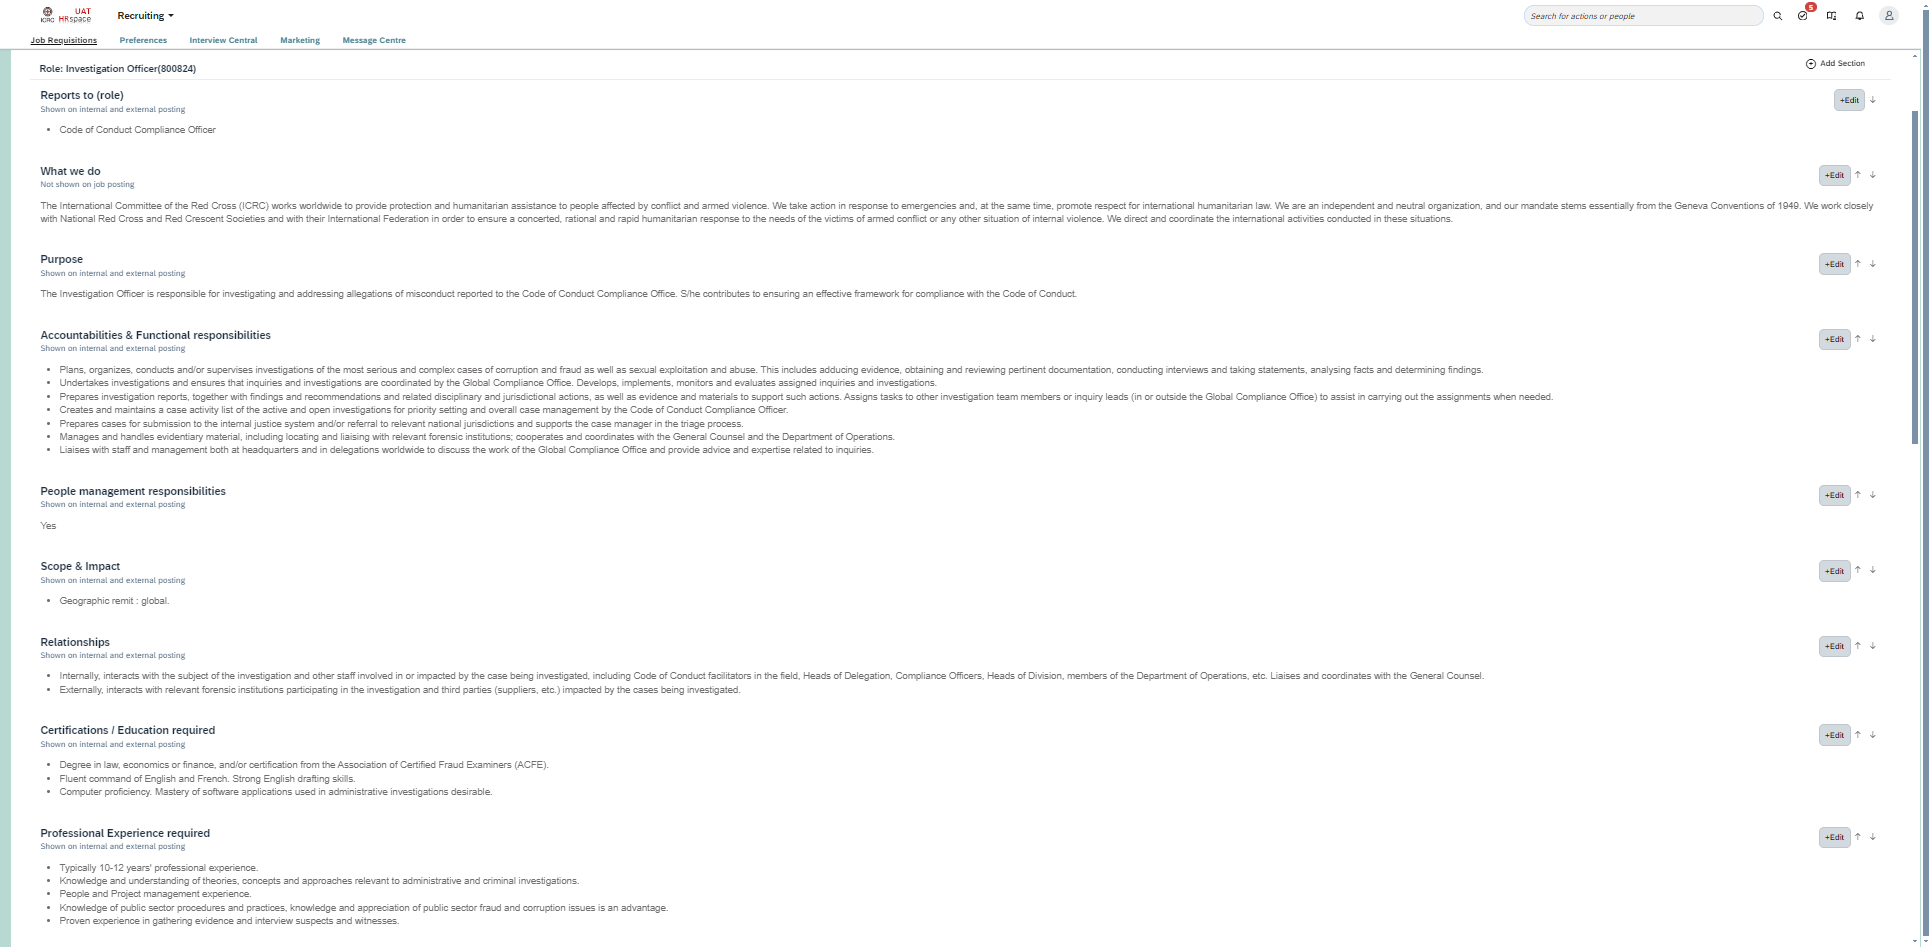 ICRC
UAT
HRspace
Recruiting
Search for actions or people
5
Job Requisitions
Preferences
Interview Central
Marketing
Message Centre
Role: Investigation Officer(800824)
Add Section
Reports to (role)
Shown on internal and external posting
+Edit
• Code of Conduct Compliance Officer
What we do
Not shown on job posting
+Edit
The International Committee of the Red Cross (ICRC) works worldwide to provide protection and humanitarian assistance to people affected by conflict and armed violence. We take action in response to emergencies and, at the same time, promote respect for international humanitarian law. We are an independent and neutral organization, and our mandate stems essentially from the Geneva Conventions of 1949. We work closely
with National Red Cross and Red Crescent Societies and with their International Federation in order to ensure a concerted, rational and rapid humanitarian response to the needs of the victims of armed conflict or any other situation of internal violence. We direct and coordinate the international activities conducted in these situations.
Purpose
Shown on internal and external posting
+Edit
The Investigation Officer is responsible for investigating and addressing allegations of misconduct reported to the Code of Conduct Compliance Office. S/he contributes to ensuring an effective framework for compliance with the Code of Conduct.
Accountabilities & Functional responsibilities
Shown on internal and external posting
+Edit
• Plans, organizes, conducts and/or supervises investigations of the most serious and complex cases of corruption and fraud as well as sexual exploitation and abuse. This includes adducing evidence, obtaining and reviewing pertinent documentation, conducting interviews and taking statements, analysing facts and determining findings.
• Undertakes investigations and ensures that inquiries and investigations are coordinated by the Global Compliance Office. Develops, implements, monitors and evaluates assigned inquiries and investigations.
• Prepares investigation reports, together with findings and recommendations and related disciplinary and jurisdictional actions, as well as evidence and materials to support such actions. Assigns tasks to other investigation team members or inquiry leads (in or outside the Global Compliance Office) to assist in carrying out the assignments when needed.
• Creates and maintains a case activity list of the active and open investigations for priority setting and overall case management by the Code of Conduct Compliance Officer.
• Prepares cases for submission to the internal justice system and/or referral to relevant national jurisdictions and supports the case manager in the triage process.
• Manages and handles evidentiary material, including locating and liaising with relevant forensic institutions; cooperates and coordinates with the General Counsel and the Department of Operations.
• Liaises with staff and management both at headquarters and in delegations worldwide to discuss the work of the Global Compliance Office and provide advice and expertise related to inquiries.
People management responsibilities
Shown on internal and external posting
+Edit
Yes
Scope & Impact
Shown on internal and external posting
+Edit
• Geographic remit : global.
Relationships
Shown on internal and external posting
+Edit
• Internally, interacts with the subject of the investigation and other staff involved in or impacted by the case being investigated, including Code of Conduct facilitators in the field, Heads of Delegation, Compliance Officers, Heads of Division, members of the Department of Operations, etc. Liaises and coordinates with the General Counsel.
• Externally, interacts with relevant forensic institutions participating in the investigation and third parties (suppliers, etc.) impacted by the cases being investigated.
Certifications / Education required
Shown on internal and external posting
+Edit
• Degree in law, economics or finance, and/or certification from the Association of Certified Fraud Examiners (ACFE).
• Fluent command of English and French. Strong English drafting skills.
• Computer proficiency. Mastery of software applications used in administrative investigations desirable.
Professional Experience required
Shown on internal and external posting
+Edit
• Typically 10-12 years' professional experience.
• Knowledge and understanding of theories, concepts and approaches relevant to administrative and criminal investigations.
• People and Project management experience.
• Knowledge of public sector procedures and practices, knowledge and appreciation of public sector fraud and corruption issues is an advantage.
• Proven experience in gathering evidence and interview suspects and witnesses.